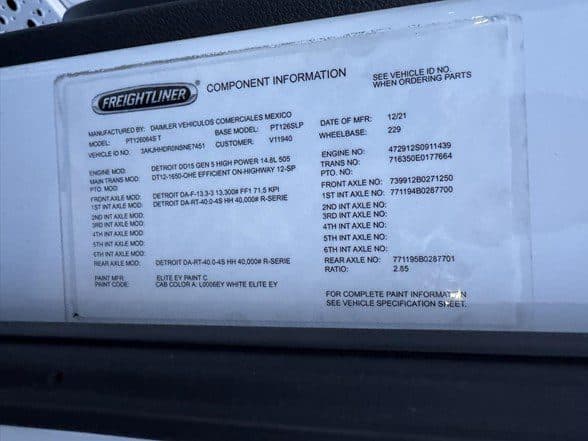 FREIGHTLINER ® COMPONENT INFORMATION
SEE VEHICLE ID NO.
WHEN ORDERING PARTS
MANUFACTURED BY: DAIMLER VEHICULOS COMERCIALES MEXICO DATE OF MFR: 12/21
MODEL: PT126064S T BASE MODEL: PT126SLP WHEELBASE: 229
VEHICLE ID NO: CUSTOMER: V11940
ENGINE MOD: DETROIT DD15 GEN 5 HIGH POWER 14.8L 505 ENGINE NO: 472912S0911439
MAIN TRANS MOD: DT12-1650-OHE EFFICIENT ON-HIGHWAY 12-SP TRANS NO: 716350E0177664
PTO. MOD: PTO. NO:
FRONT AXLE MOD: DETROIT DA-F-13.3-3 13,300# FF1 71.5 KPI FRONT AXLE NO: 739912B0271250
1ST INT AXLE MOD: DETROIT DA-RT-40.0-4S HH 40,000# R-SERIE 1ST INT AXLE NO: 771194B0287700
2ND INT AXLE MOD: 2ND INT AXLE NO:
3RD INT AXLE MOD: 3RD INT AXLE NO:
4TH INT AXLE MOD: 4TH INT AXLE NO:
5TH INT AXLE MOD: 5TH INT AXLE NO:
6TH INT AXLE MOD: 6TH INT AXLE NO:
REAR AXLE MOD: DETROIT DA-RT-40.0-4S HH 40,000# R-SERIE REAR AXLE NO: 771195B0287701
RATIO: 2.85
PAINT MFR: ELITE EY PAINT C
PAINT CODE: CAB COLOR A: L0006EY WHITE ELITE EY
FOR COMPLETE PAINT INFORMATION
SEE VEHICLE SPECIFICATION SHEET.